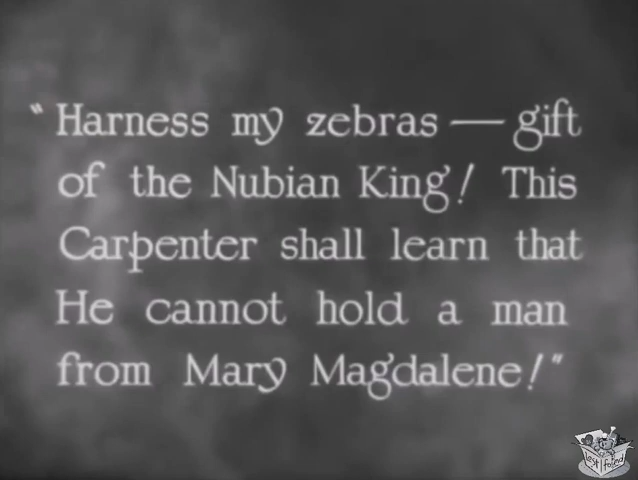 "Harness my zebras — gift
of the Nubian King! This
Carpenter shall learn that
He cannot hold a man
from Mary Magdalene!"